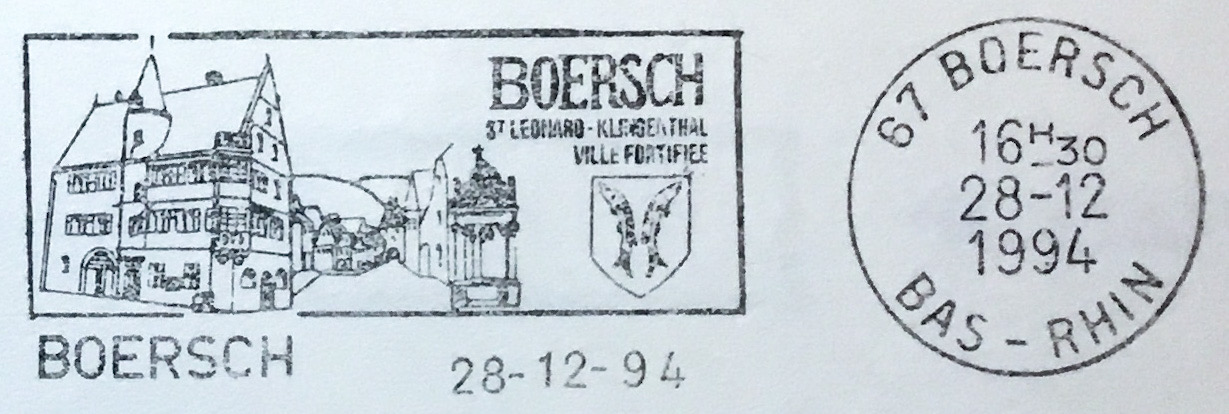 BOERSCH
ST LEONARD - KLINGENTHAL
VILLE FORTIFIEE
BOERSCH
28-12-94
67 BOERSCH
16H30
28-12
1994
BAS - RHIN